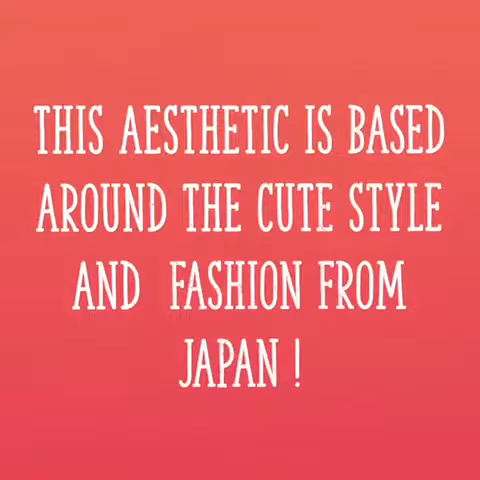 THIS AESTHETIC IS BASED
AROUND THE CUTE STYLE
AND FASHION FROM
JAPAN !